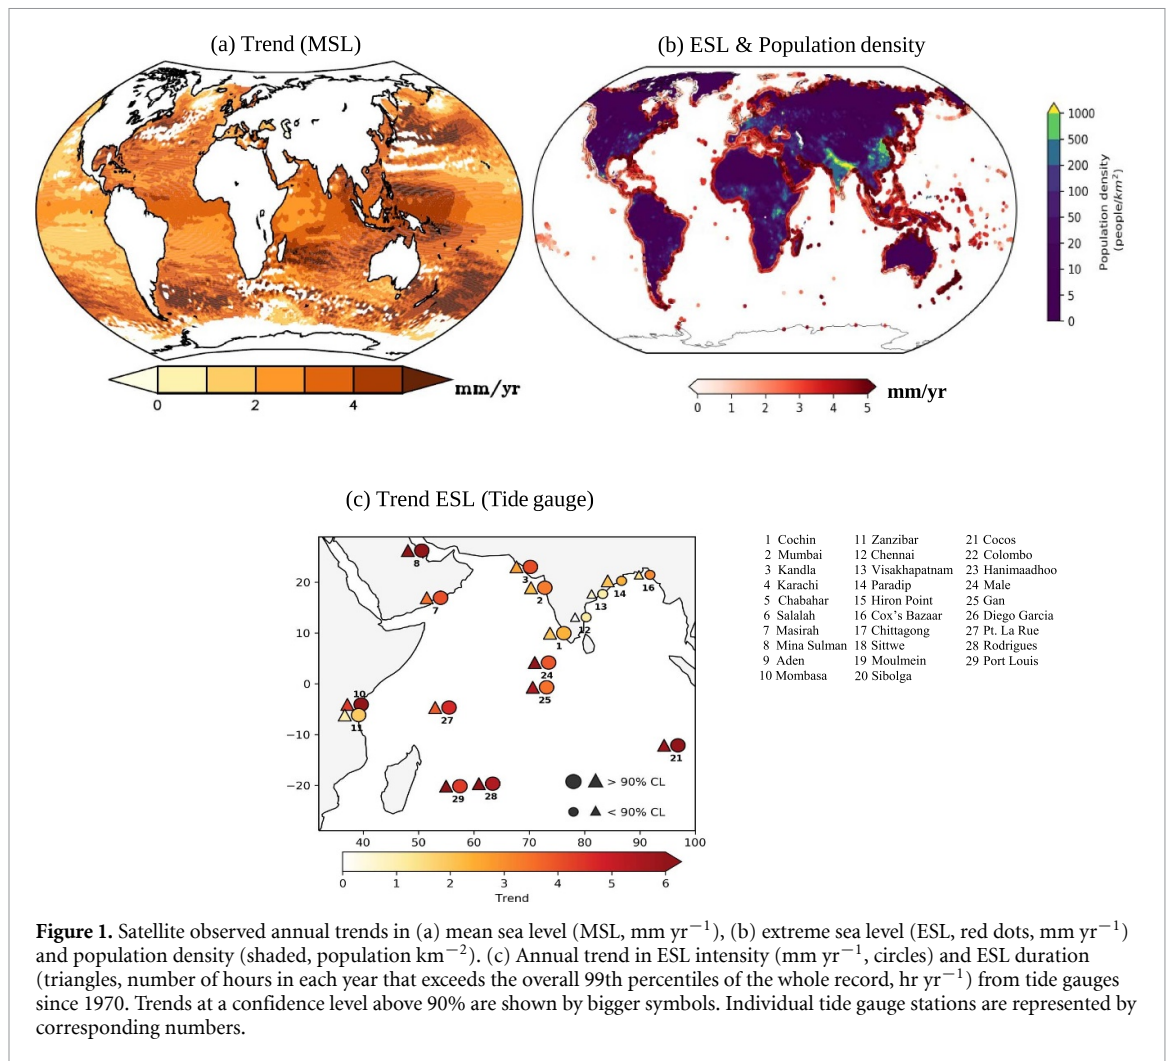 (a) Trend (MSL)
(b) ESL & Population density
1000
500
200
100
50
20
10
5
0
Population density
(people/km²)
0 2 4
mm/yr
0 1 2 3 4 5
mm/yr
(c) Trend ESL (Tide gauge)
20
10
0
−10
−20
40 50 60 70 80 90 100
8
3
2
7
16
14
13
12
1
24
25
10
11
27
21
29
28
> 90% CL
< 90% CL
0 1 2 3 4 5 6
Trend
1 Cochin 11 Zanzibar 21 Cocos
2 Mumbai 12 Chennai 22 Colombo
3 Kandla 13 Visakhapatnam 23 Hanimaadhoo
4 Karachi 14 Paradip 24 Male
5 Chabahar 15 Hiron Point 25 Gan
6 Salalah 16 Cox's Bazaar 26 Diego Garcia
7 Masirah 17 Chittagong 27 Pt. La Rue
8 Mina Sulman 18 Sittwe 28 Rodrigues
9 Aden 19 Moulmein 29 Port Louis
10 Mombasa 20 Sibolga
Figure 1. Satellite observed annual trends in (a) mean sea level (MSL, mm yr⁻¹), (b) extreme sea level (ESL, red dots, mm yr⁻¹)
and population density (shaded, population km⁻²). (c) Annual trend in ESL intensity (mm yr⁻¹, circles) and ESL duration
(triangles, number of hours in each year that exceeds the overall 99th percentiles of the whole record, hr yr⁻¹) from tide gauges
since 1970. Trends at a confidence level above 90% are shown by bigger symbols. Individual tide gauge stations are represented by
corresponding numbers.